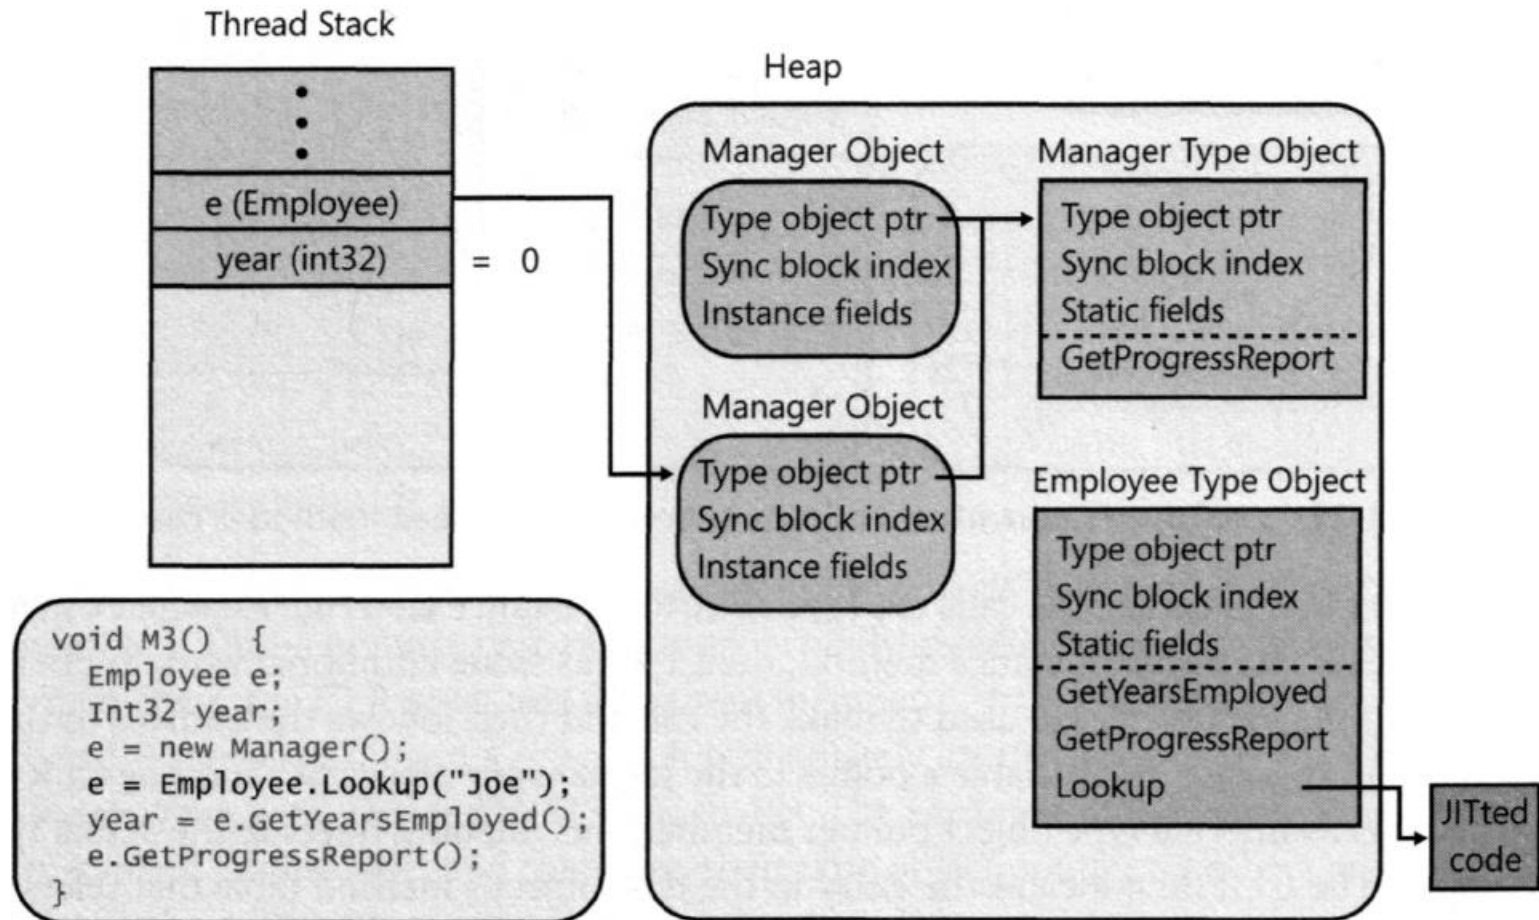 Thread Stack
e (Employee)
year (int32)
= 0
Heap
Manager Object
Type object ptr
Sync block index
Instance fields
Manager Object
Type object ptr
Sync block index
Instance fields
Manager Type Object
Type object ptr
Sync block index
Static fields
GetProgressReport
Employee Type Object
Type object ptr
Sync block index
Static fields
GetYearsEmployed
GetProgressReport
Lookup
JITted
code
void M3() {
Employee e;
Int32 year;
e = new Manager();
e = Employee.Lookup("Joe");
year = e.GetYearsEmployed();
e.GetProgressReport();
}